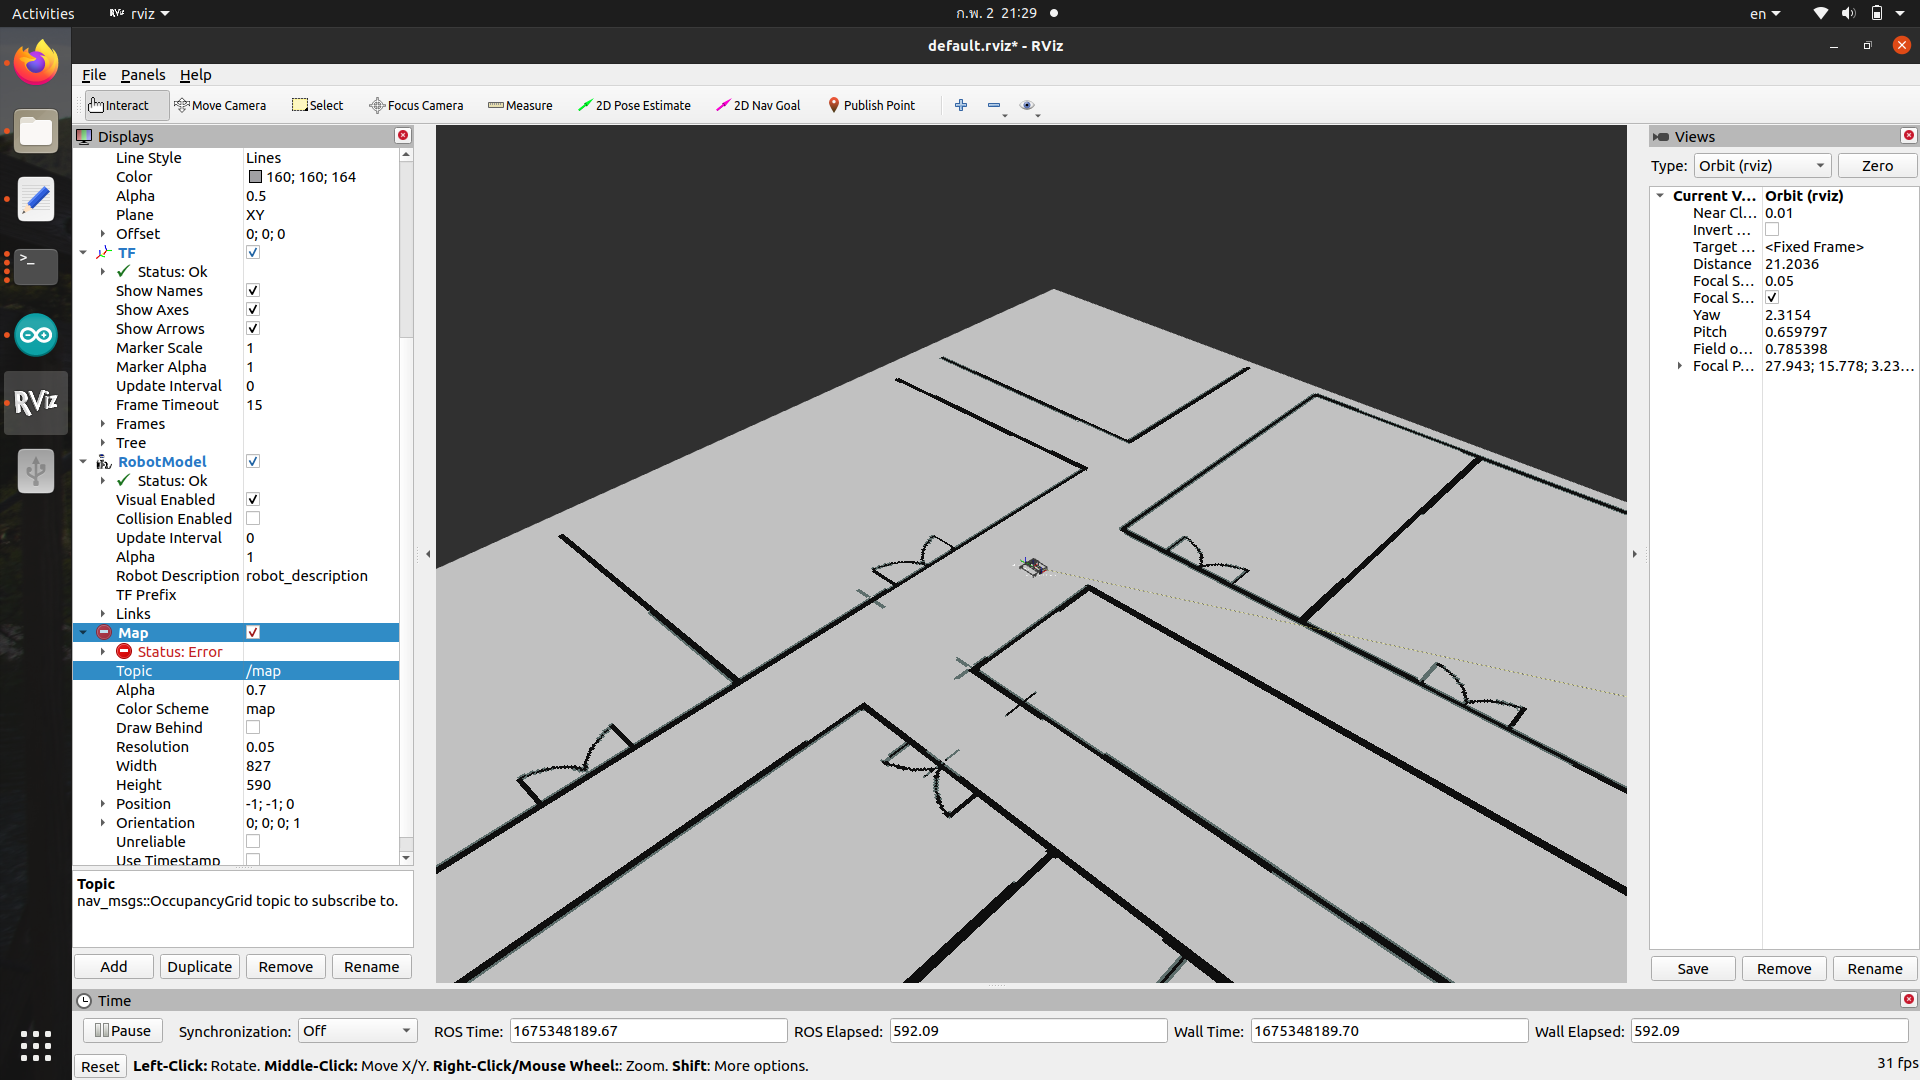 Activities
RViz rviz
ก.พ. 2 21:29
en
default.rviz* - RViz
File Panels Help
Interact Move Camera Select Focus Camera Measure 2D Pose Estimate 2D Nav Goal Publish Point
Displays
Line Style Lines
Color 160; 160; 164
Alpha 0.5
Plane XY
Offset 0; 0; 0
TF
Status: Ok
Show Names
Show Axes
Show Arrows
Marker Scale 1
Marker Alpha 1
Update Interval 0
Frame Timeout 15
Frames
Tree
RobotModel
Status: Ok
Visual Enabled
Collision Enabled
Update Interval 0
Alpha 1
Robot Description robot_description
TF Prefix
Links
Map
Status: Error
Topic /map
Alpha 0.7
Color Scheme map
Draw Behind
Resolution 0.05
Width 827
Height 590
Position -1; -1; 0
Orientation 0; 0; 0; 1
Unreliable
Use Timestamp
Topic
nav_msgs::OccupancyGrid topic to subscribe to.
Add Duplicate Remove Rename
Views
Type: Orbit (rviz) Zero
Current V... Orbit (rviz)
Near Cl... 0.01
Invert ...
Target ... <Fixed Frame>
Distance 21.2036
Focal S... 0.05
Focal S...
Yaw 2.3154
Pitch 0.659797
Field o... 0.785398
Focal P... 27.943; 15.778; 3.23...
Save Remove Rename
Time
Pause Synchronization: Off ROS Time: 1675348189.67 ROS Elapsed: 592.09 Wall Time: 1675348189.70 Wall Elapsed: 592.09
Reset Left-Click: Rotate. Middle-Click: Move X/Y. Right-Click/Mouse Wheel:: Zoom. Shift: More options.
31 fps
RViz